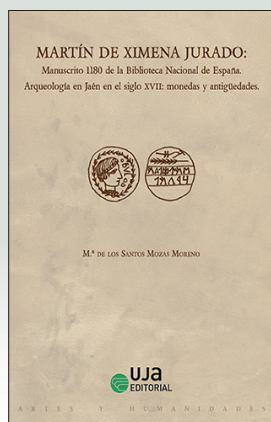 MARTÍN DE XIMENA JURADO:
Manuscrito 1180 de la Biblioteca Nacional de España.
Arqueología en Jaén en el siglo XVII: monedas y antigüedades.
M.ª DE LOS SANTOS MOZAS MORENO
uja
EDITORIAL
ARTES Y HUMANIDADES